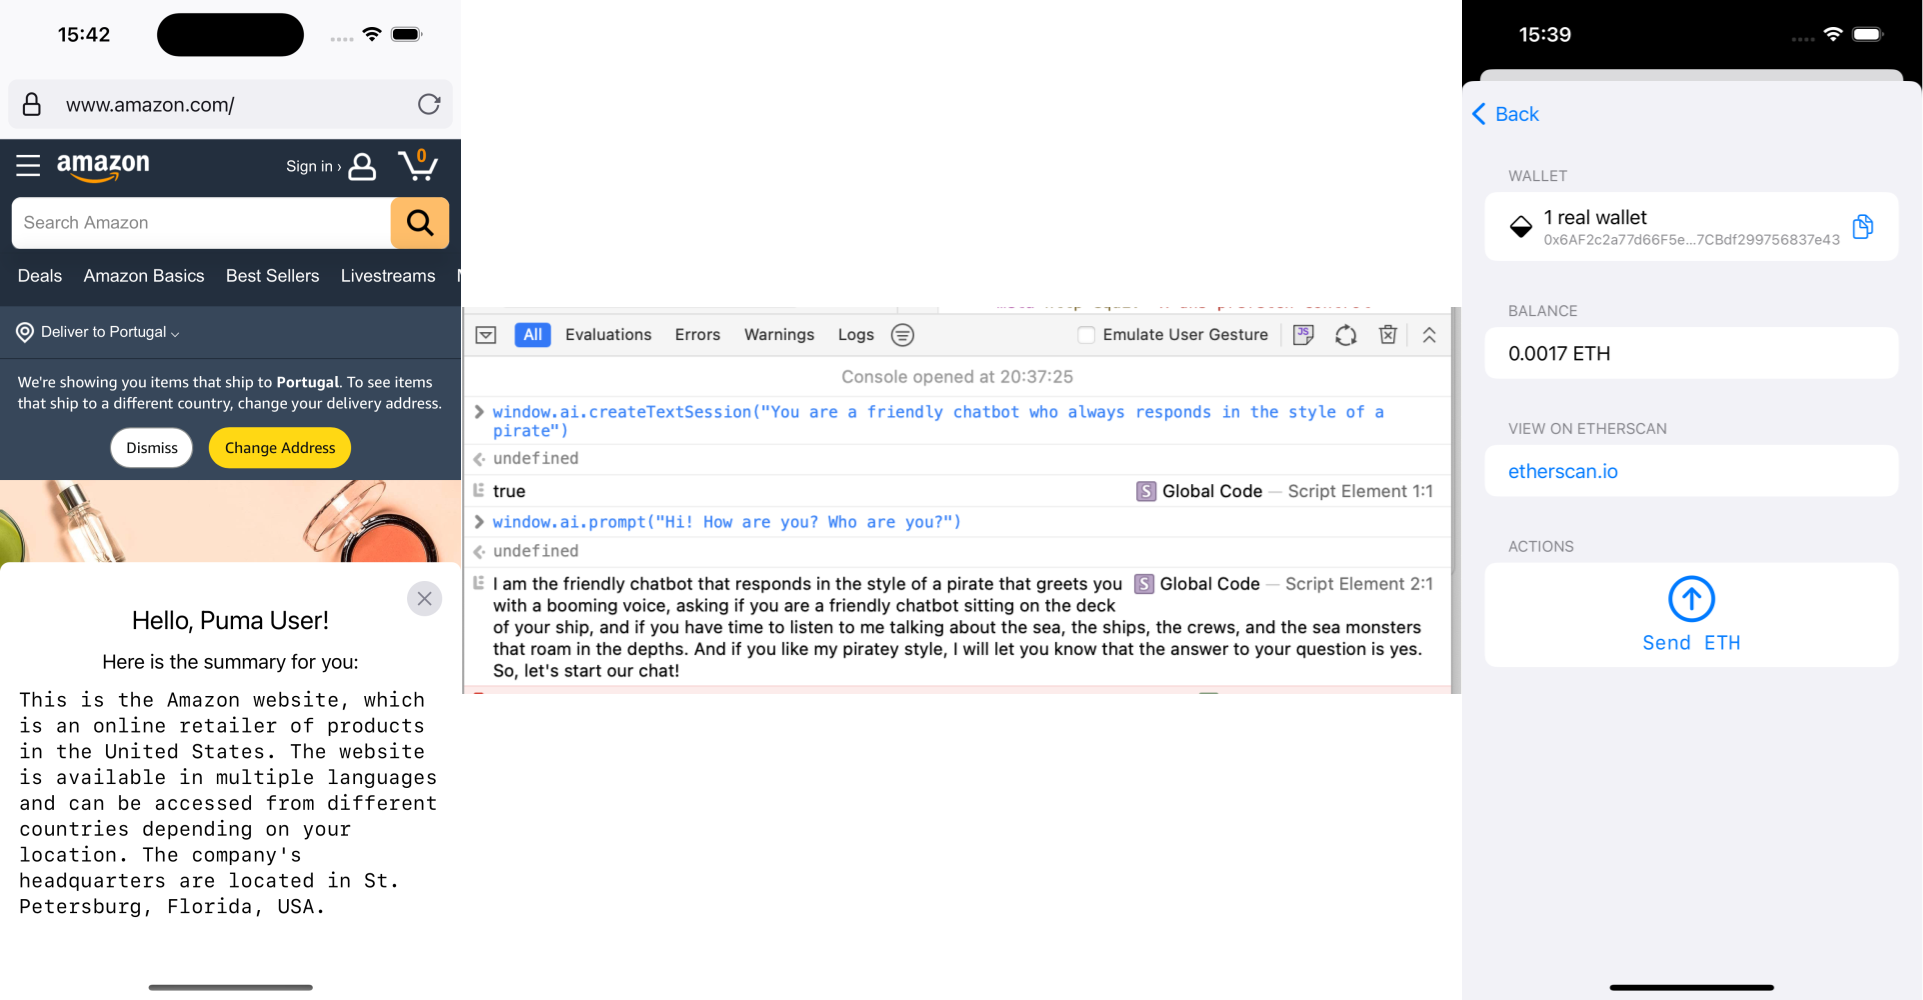 15:42
www.amazon.com/
amazon
Sign in ›
0
Search Amazon
Deals Amazon Basics Best Sellers Livestreams
Deliver to Portugal
We're showing you items that ship to Portugal. To see items
that ship to a different country, change your delivery address.
Dismiss Change Address
Hello, Puma User!
Here is the summary for you:
This is the Amazon website, which
is an online retailer of products
in the United States. The website
is available in multiple languages
and can be accessed from different
countries depending on your
location. The company's
headquarters are located in St.
Petersburg, Florida, USA.
All Evaluations Errors Warnings Logs Emulate User Gesture JS
Console opened at 20:37:25
window.ai.createTextSession("You are a friendly chatbot who always responds in the style of a
pirate")
undefined
true S Global Code — Script Element 1:1
window.ai.prompt("Hi! How are you? Who are you?")
undefined
I am the friendly chatbot that responds in the style of a pirate that greets you S Global Code — Script Element 2:1
with a booming voice, asking if you are a friendly chatbot sitting on the deck
of your ship, and if you have time to listen to me talking about the sea, the ships, the crews, and the sea monsters
that roam in the depths. And if you like my piratey style, I will let you know that the answer to your question is yes.
So, let's start our chat!
15:39
Back
WALLET
1 real wallet
0x6AF2c2a77d66F5e...7CBdf299756837e43
BALANCE
0.0017 ETH
VIEW ON ETHERSCAN
etherscan.io
ACTIONS
Send ETH